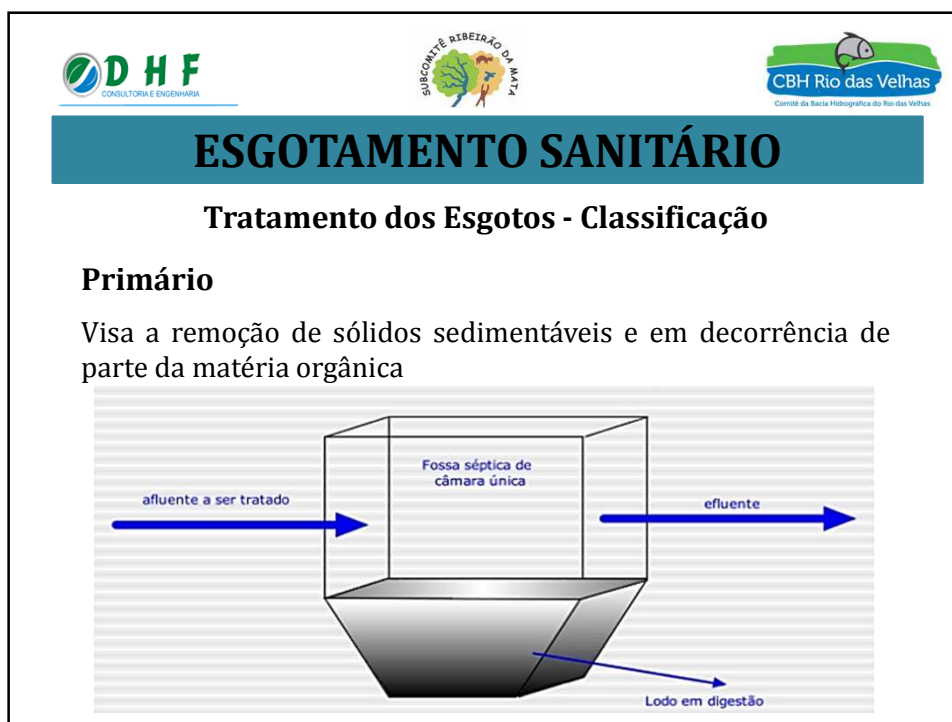 DHF
CONSULTORIA E ENGENHARIA
SUBCOMITÊ RIBEIRÃO DA MATA
CBH Rio das Velhas
Comitê da Bacia Hidrográfica do Rio das Velhas
ESGOTAMENTO SANITÁRIO
Tratamento dos Esgotos - Classificação
Primário
Visa a remoção de sólidos sedimentáveis e em decorrência de
parte da matéria orgânica
Fossa séptica de
câmara única
afluente a ser tratado
efluente
Lodo em digestão